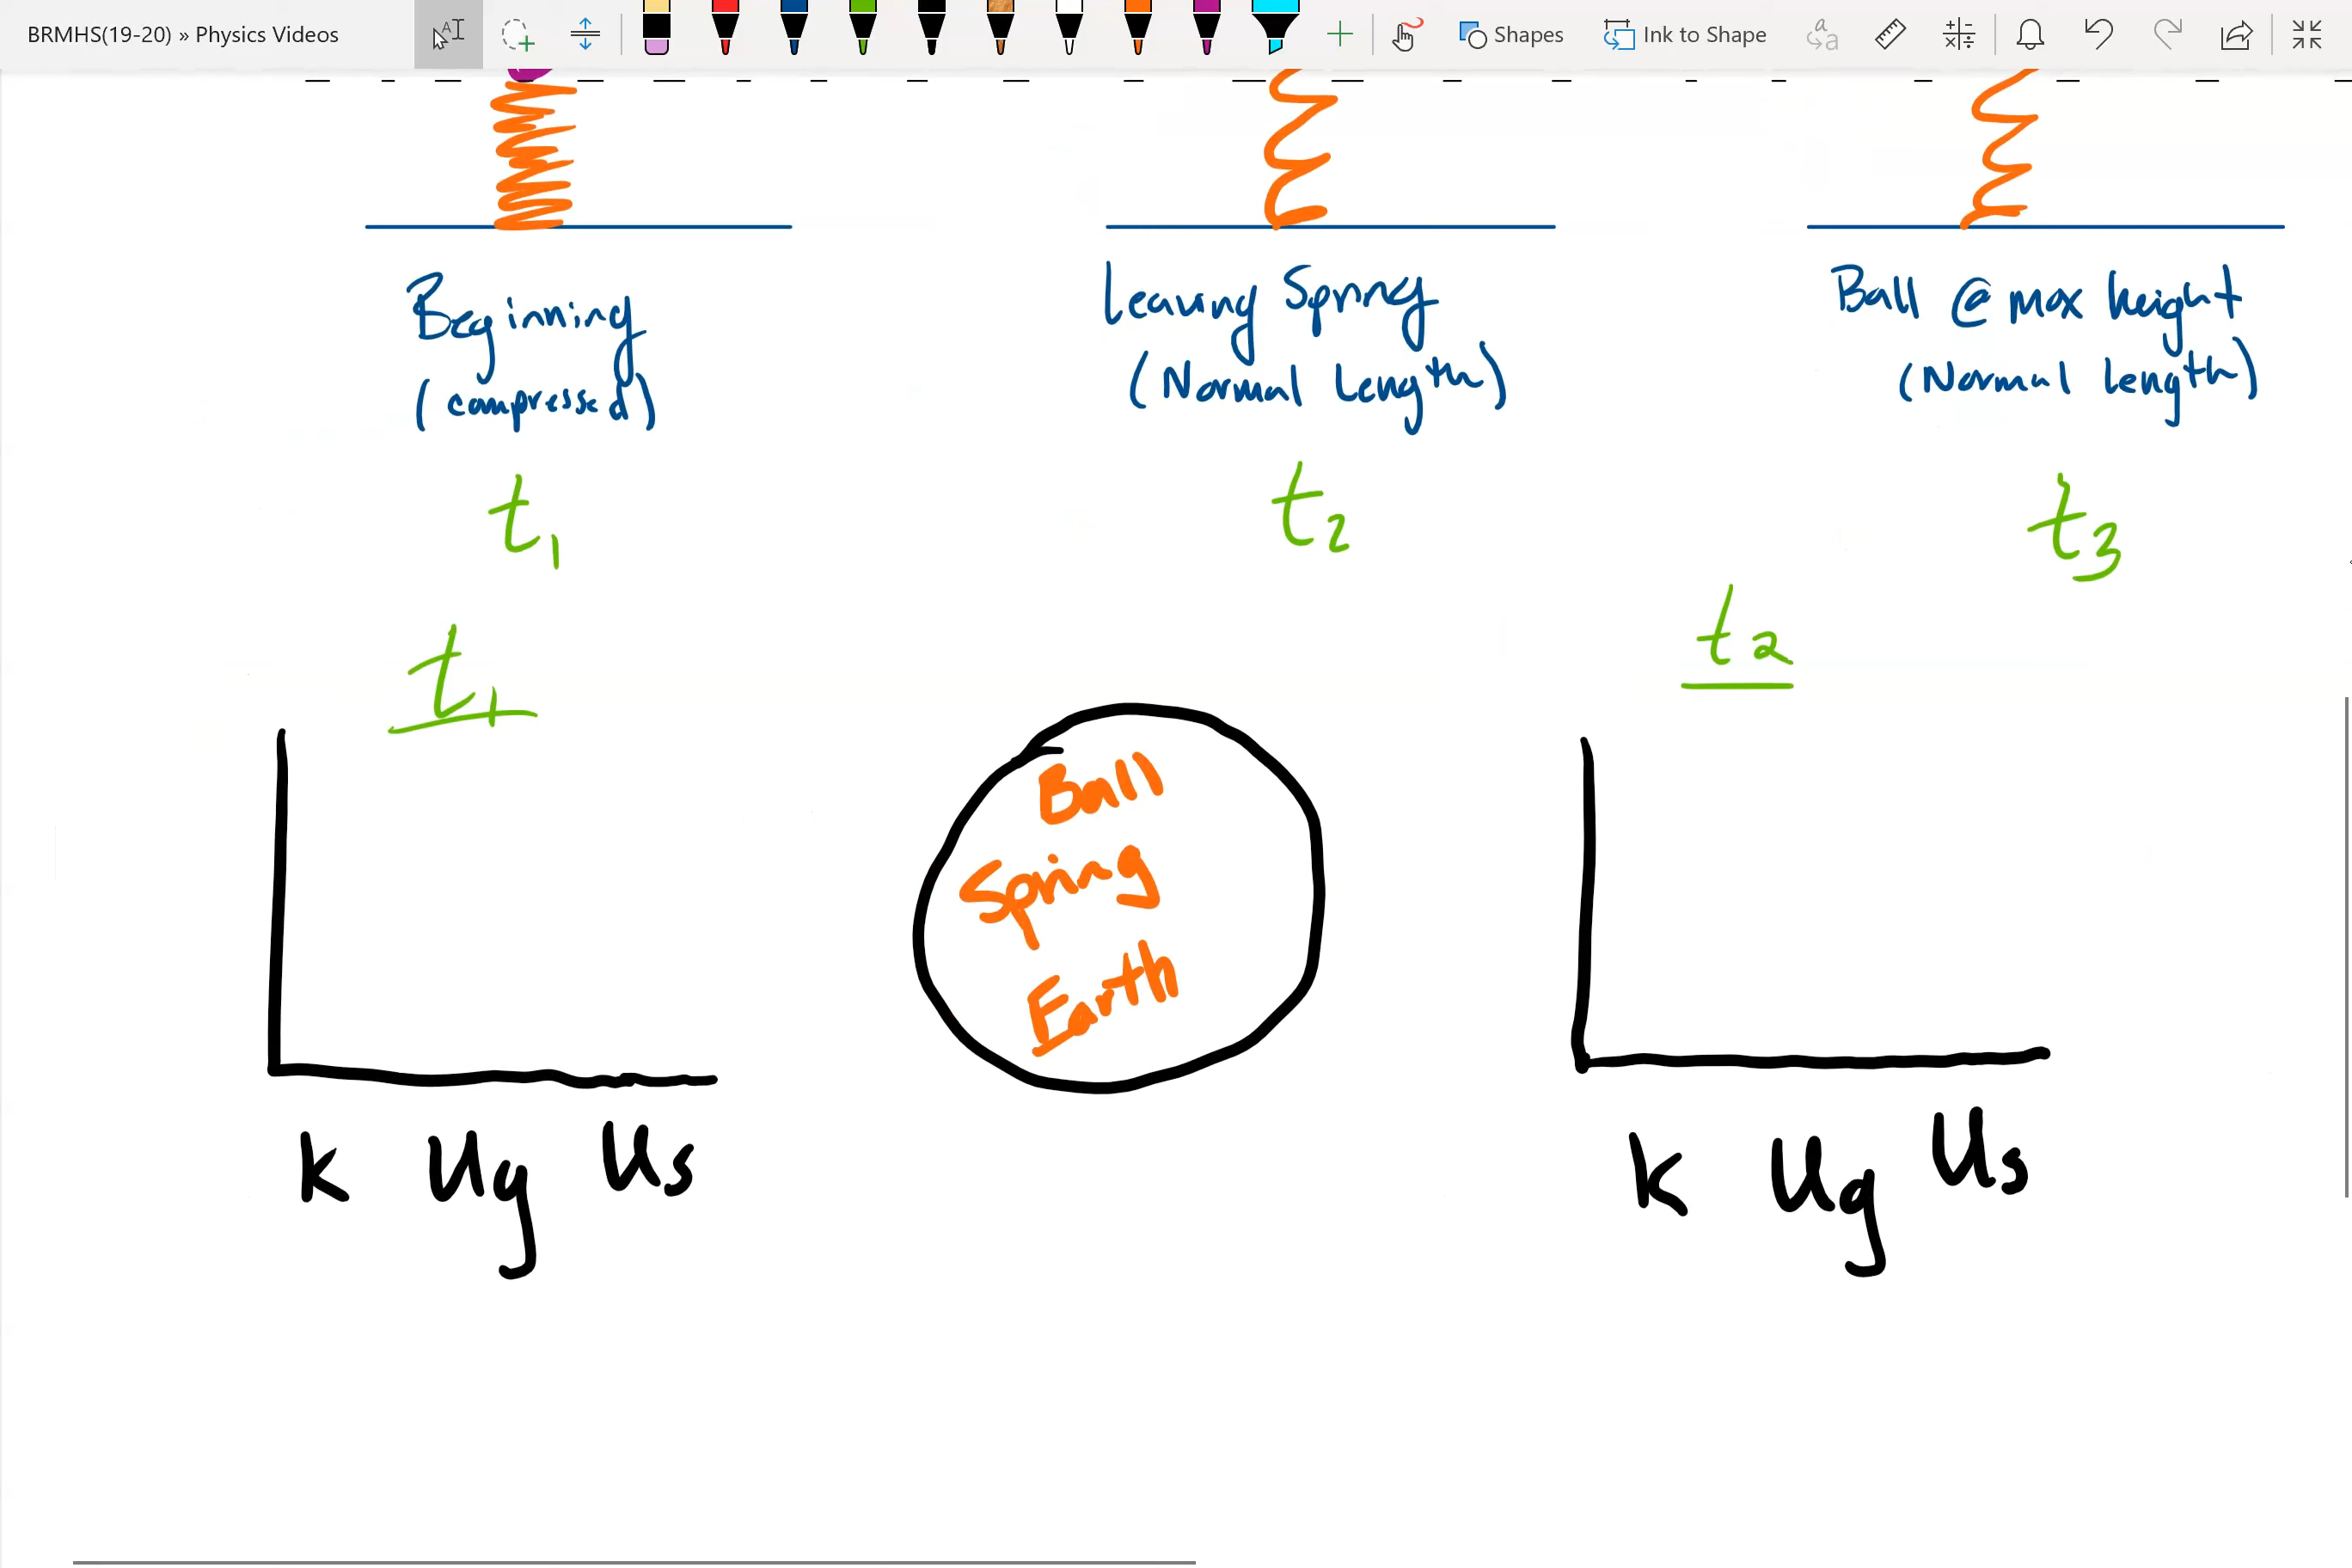 BRMHS(19-20) » Physics Videos
Shapes
Ink to Shape
Beginning
(compressed)
Leaving Spring
(Normal Length)
Ball @ max height
(Normal Length)
t1
t2
t3
t1
t2
Ball
Spring
Earth
K Ug Us
K Ug Us